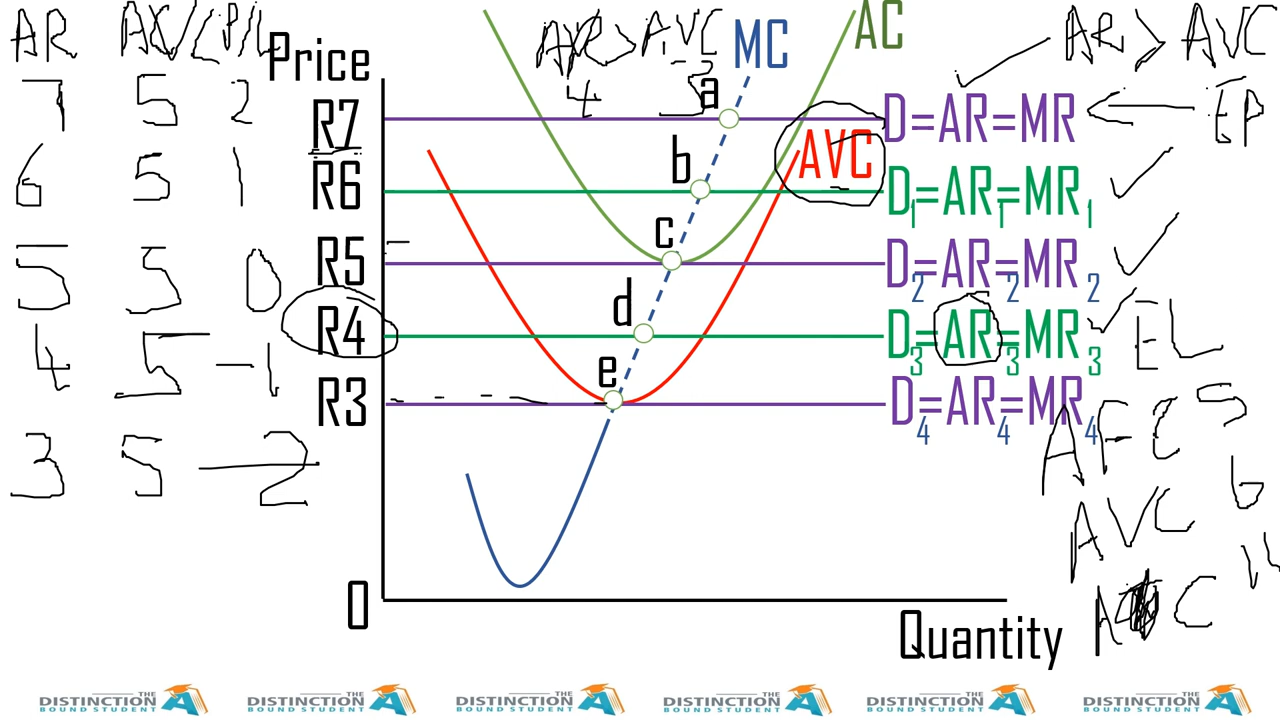 AR AC P/L AR > AVC MC AC AR > AVC
Price
7 5 2 4 3 a
R7 D=AR=MR EP
6 5 1 b AVC
R6 D₁=AR₁=MR₁
c
5 5 0 R5 D₂=AR₂=MR₂
d
4 5 -1 R4 D₃=AR₃=MR₃ EL
e
R3 D₄=AR₄=MR₄
AFC 5
3 5 -2
AVC 6
0
Quantity
THE DISTINCTION BOUND STUDENT THE DISTINCTION BOUND STUDENT THE DISTINCTION BOUND STUDENT THE DISTINCTION BOUND STUDENT THE DISTINCTION BOUND STUDENT THE DISTINCTION BOUND STUDENT